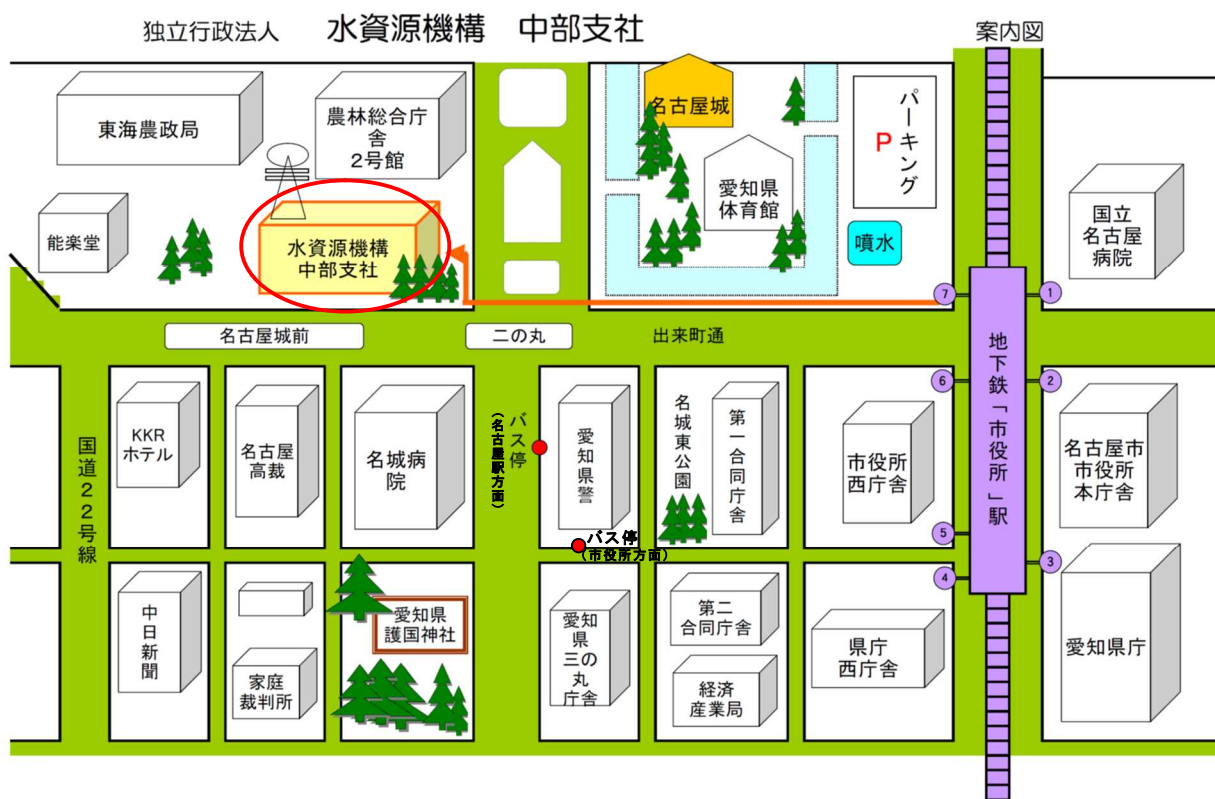 独立行政法人 水資源機構 中部支社
案内図
東海農政局
農林総合庁
舎
2号館
名古屋城
パーキング
P
能楽堂
水資源機構
中部支社
愛知県
体育館
噴水
国立
名古屋
病院
7
1
名古屋城前
二の丸
出来町通
地下鉄「市役所」駅
6
2
国道22号線
KKR
ホテル
名古屋
高裁
名城病
院
バス停
(名古屋駅方面)
愛知県警
名城東公園
第一合同庁舎
市役所
西庁舎
名古屋市
市役所
本庁舎
5
バス停
(市役所方面)
4
3
中日新聞
愛知県
護国神社
愛知
県
三の
丸
庁舎
第二
合同庁舎
県庁
西庁舎
愛知県庁
家庭
裁判所
経済
産業局